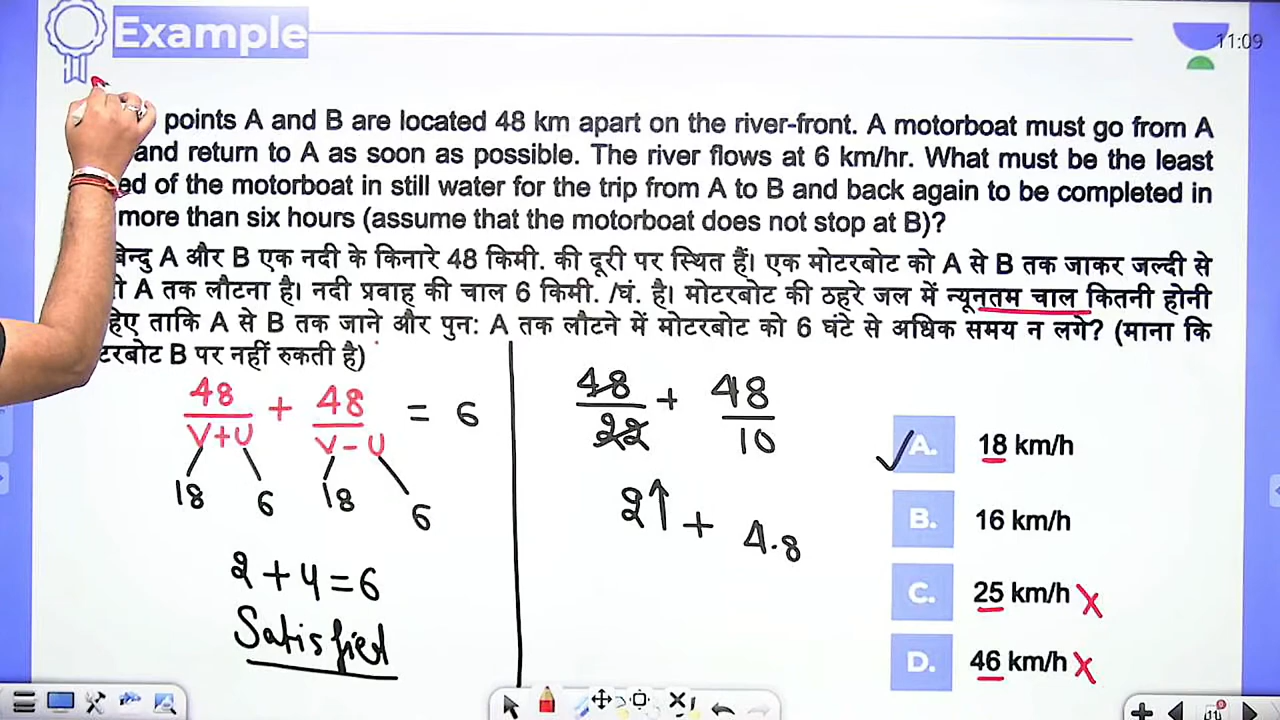 Example
11:09
points A and B are located 48 km apart on the river-front. A motorboat must go from A
and return to A as soon as possible. The river flows at 6 km/hr. What must be the least
ed of the motorboat in still water for the trip from A to B and back again to be completed in
more than six hours (assume that the motorboat does not stop at B)?
बिन्दु A और B एक नदी के किनारे 48 किमी. की दूरी पर स्थित हैं। एक मोटरबोट को A से B तक जाकर जल्दी से
A तक लौटना है। नदी प्रवाह की चाल 6 किमी. /घं. है। मोटरबोट की ठहरे जल में न्यूनतम चाल कितनी होनी
हिए ताकि A से B तक जाने और पुन: A तक लौटने में मोटरबोट को 6 घंटे से अधिक समय न लगे? (माना कि
टरबोट B पर नहीं रुकती है)
48/V+U + 48/V-U = 6
18 6 18 6
2+4=6
Satisfied
48/22 + 48/10
2↑ + 4.8
✓ A. 18 km/h
B. 16 km/h
C. 25 km/h X
D. 46 km/h X